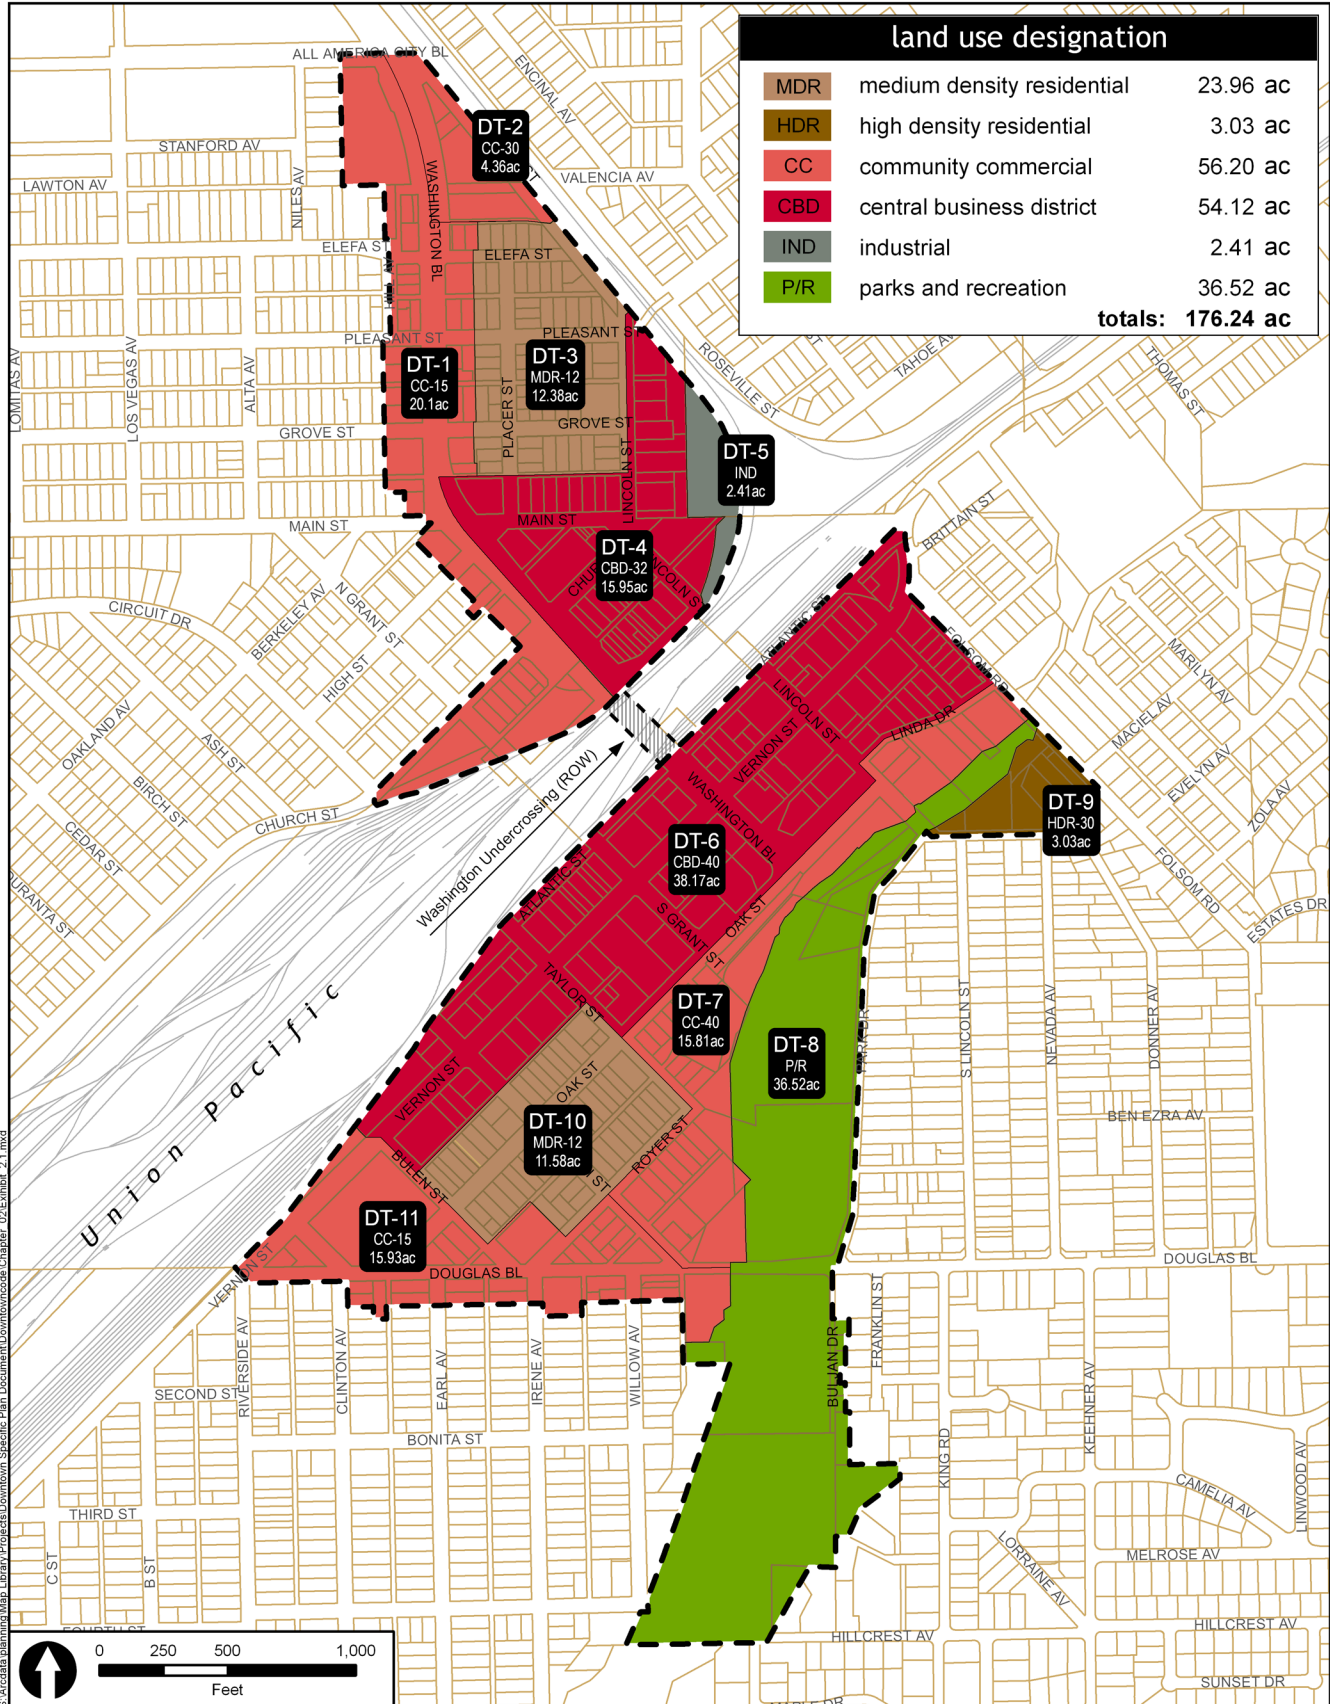 land use designation
MDR medium density residential 23.96 ac
HDR high density residential 3.03 ac
CC community commercial 56.20 ac
CBD central business district 54.12 ac
IND industrial 2.41 ac
P/R parks and recreation 36.52 ac
totals: 176.24 ac
ALL AMERICA CITY BL
ENCINAL AV
STANFORD AV
LAWTON AV
NILES AV
VALENCIA AV
WASHINGTON BL
DT-2
CC-30
4.36ac
ELEFA ST
ELEFA ST
PLEASANT ST
PLEASANT ST
ROSEVILLE ST
TAHOE AV
THOMAS ST
LOMITAS AV
LOS VEGAS AV
ALTA AV
DT-1
CC-15
20.1ac
DT-3
MDR-12
12.38ac
PLACER ST
GROVE ST
GROVE ST
LINCOLN ST
DT-5
IND
2.41ac
MAIN ST
MAIN ST
BRITTAIN ST
DT-4
CBD-32
15.95ac
CIRCUIT DR
BERKELEY AV
N GRANT ST
HIGH ST
ATLANTIC ST
FOLSOM RD
MARILYN AV
MACIEL AV
EVELYN AV
ZOLA AV
OAKLAND AV
ASH ST
BIRCH ST
CEDAR ST
CHURCH ST
LINCOLN ST
VERNON ST
LINDA DR
WASHINGTON BL
Washington Undercrossing (ROW)
DT-6
CBD-40
38.17ac
DT-9
HDR-30
3.03ac
FOLSOM RD
ESTATES DR
ATLANTIC ST
S GRANT ST
OAK ST
TAYLOR ST
Union Pacific
DT-7
CC-40
15.81ac
DT-8
P/R
36.52ac
S LINCOLN ST
NEVADA AV
DONNER AV
BEN EZRA AV
VERNON ST
OAK ST
DT-10
MDR-12
11.58ac
ROYER ST
BULEN ST
DT-11
CC-15
15.93ac
DOUGLAS BL
DOUGLAS BL
VERNON ST
RIVERSIDE AV
CLINTON AV
EARL AV
IRENE AV
WILLOW AV
BULJAN DR
FRANKLIN ST
SECOND ST
BONITA ST
KING RD
KEEHNER AV
CAMELIA AV
LINWOOD AV
THIRD ST
C ST
B ST
LORRAINE AV
MELROSE AV
HILLCREST AV
HILLCREST AV
SUNSET DR
0 250 500 1,000
Feet